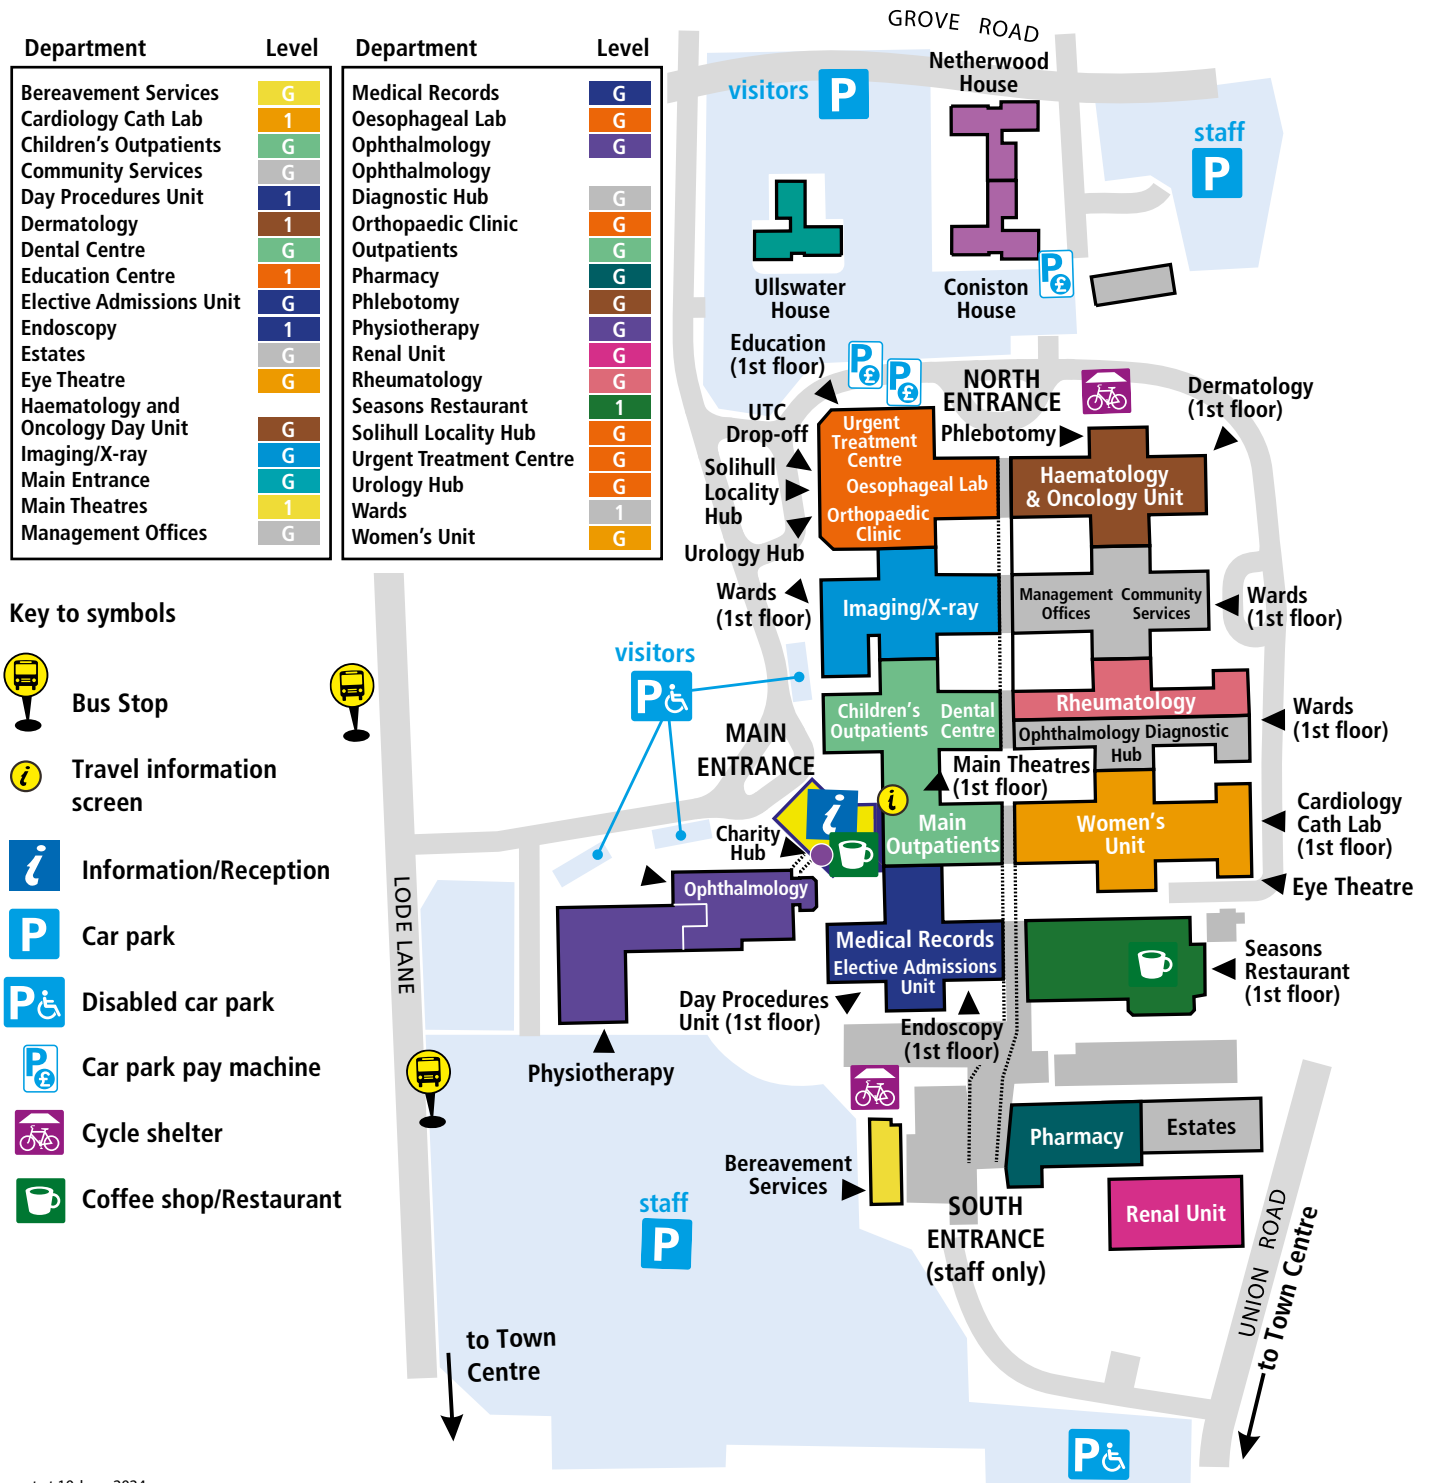 Department Level
Bereavement Services G
Cardiology Cath Lab 1
Children's Outpatients G
Community Services G
Day Procedures Unit 1
Dermatology 1
Dental Centre G
Education Centre 1
Elective Admissions Unit G
Endoscopy 1
Estates G
Eye Theatre G
Haematology and
Oncology Day Unit G
Imaging/X-ray G
Main Entrance G
Main Theatres 1
Management Offices G
Department Level
Medical Records G
Oesophageal Lab G
Ophthalmology G
Ophthalmology
Diagnostic Hub G
Orthopaedic Clinic G
Outpatients G
Pharmacy G
Phlebotomy G
Physiotherapy G
Renal Unit G
Rheumatology G
Seasons Restaurant 1
Solihull Locality Hub G
Urgent Treatment Centre G
Urology Hub G
Wards 1
Women's Unit G
Key to symbols
Bus Stop
i
Travel information
screen
i
Information/Reception
P
Car park
P
Disabled car park
P
£
Car park pay machine
Cycle shelter
Coffee shop/Restaurant
GROVE ROAD
visitors
P
Netherwood
House
staff
P
Ullswater
House
Coniston
House
P
£
Education
(1st floor)
P
£
P
£
NORTH
ENTRANCE
Dermatology
(1st floor)
UTC
Drop-off
Phlebotomy
Urgent
Treatment
Centre
Oesophageal Lab
Orthopaedic
Clinic
Solihull
Locality
Hub
Urology Hub
Haematology
& Oncology Unit
Wards
(1st floor)
Imaging/X-ray
Management
Offices
Community
Services
Wards
(1st floor)
visitors
P
Children's
Outpatients
Dental
Centre
Rheumatology
Ophthalmology Diagnostic
Hub
Wards
(1st floor)
MAIN
ENTRANCE
Main Theatres
(1st floor)
i
i
Charity
Hub
Main
Outpatients
Women's
Unit
Cardiology
Cath Lab
(1st floor)
Eye Theatre
Ophthalmology
LODE LANE
Medical Records
Elective Admissions
Unit
Seasons
Restaurant
(1st floor)
Day Procedures
Unit (1st floor)
Endoscopy
(1st floor)
Physiotherapy
Pharmacy
Estates
Bereavement
Services
Renal Unit
staff
P
SOUTH
ENTRANCE
(staff only)
UNION ROAD
to Town Centre
to Town
Centre
P